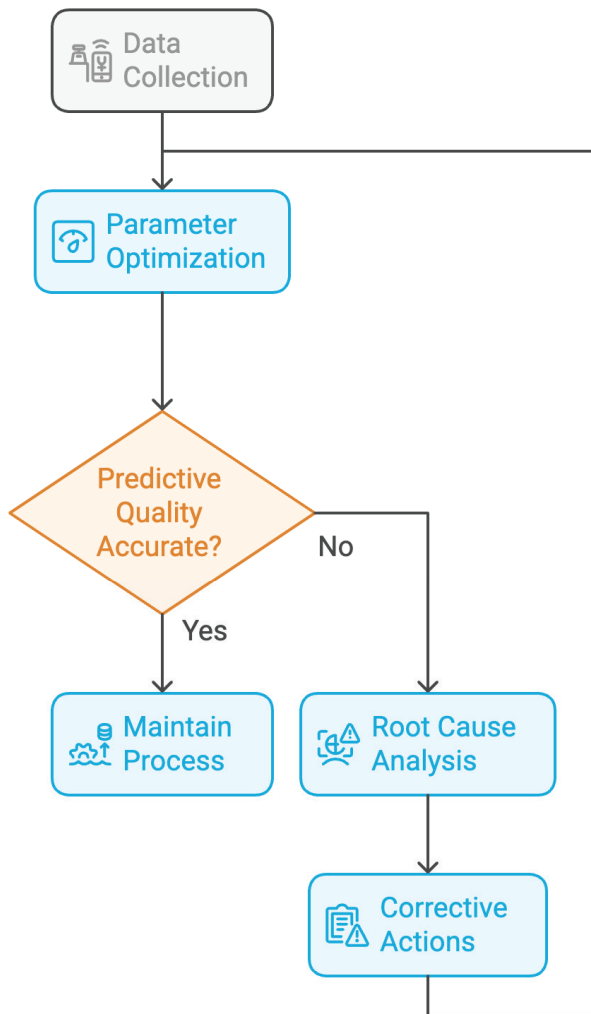 Data
Collection
Parameter
Optimization
Predictive
Quality
Accurate?
No
Yes
Maintain
Process
Root Cause
Analysis
Corrective
Actions